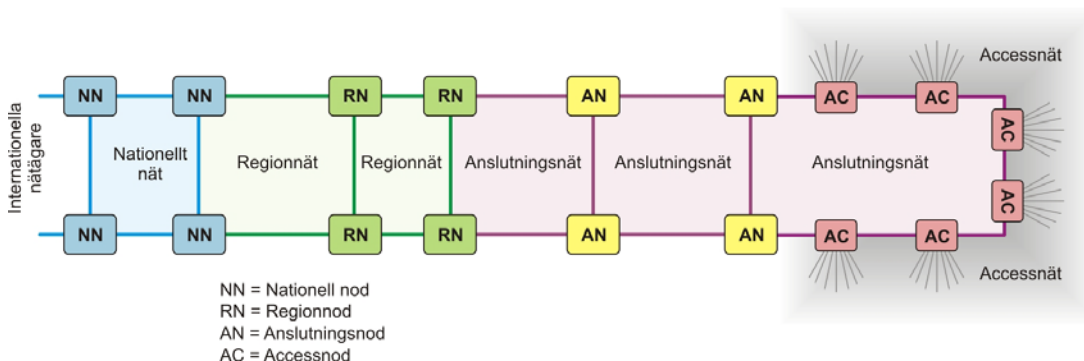 Accessnät
NN NN RN RN AN AN AC AC
AC
Internationella
nätägare
Nationellt
nät
Regionnät Regionnät Anslutningsnät Anslutningsnät Anslutningsnät
AC
NN NN RN RN AN AN AC AC
Accessnät
NN = Nationell nod
RN = Regionnod
AN = Anslutningsnod
AC = Accessnod